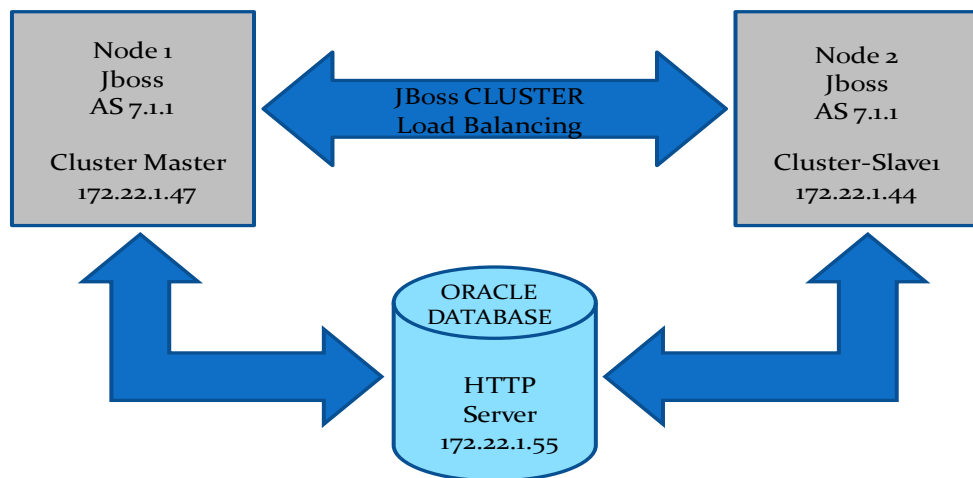 Node 1
Jboss
AS 7.1.1
Cluster Master
172.22.1.47
JBoss CLUSTER
Load Balancing
Node 2
Jboss
AS 7.1.1
Cluster-Slave1
172.22.1.44
ORACLE
DATABASE
HTTP
Server
172.22.1.55